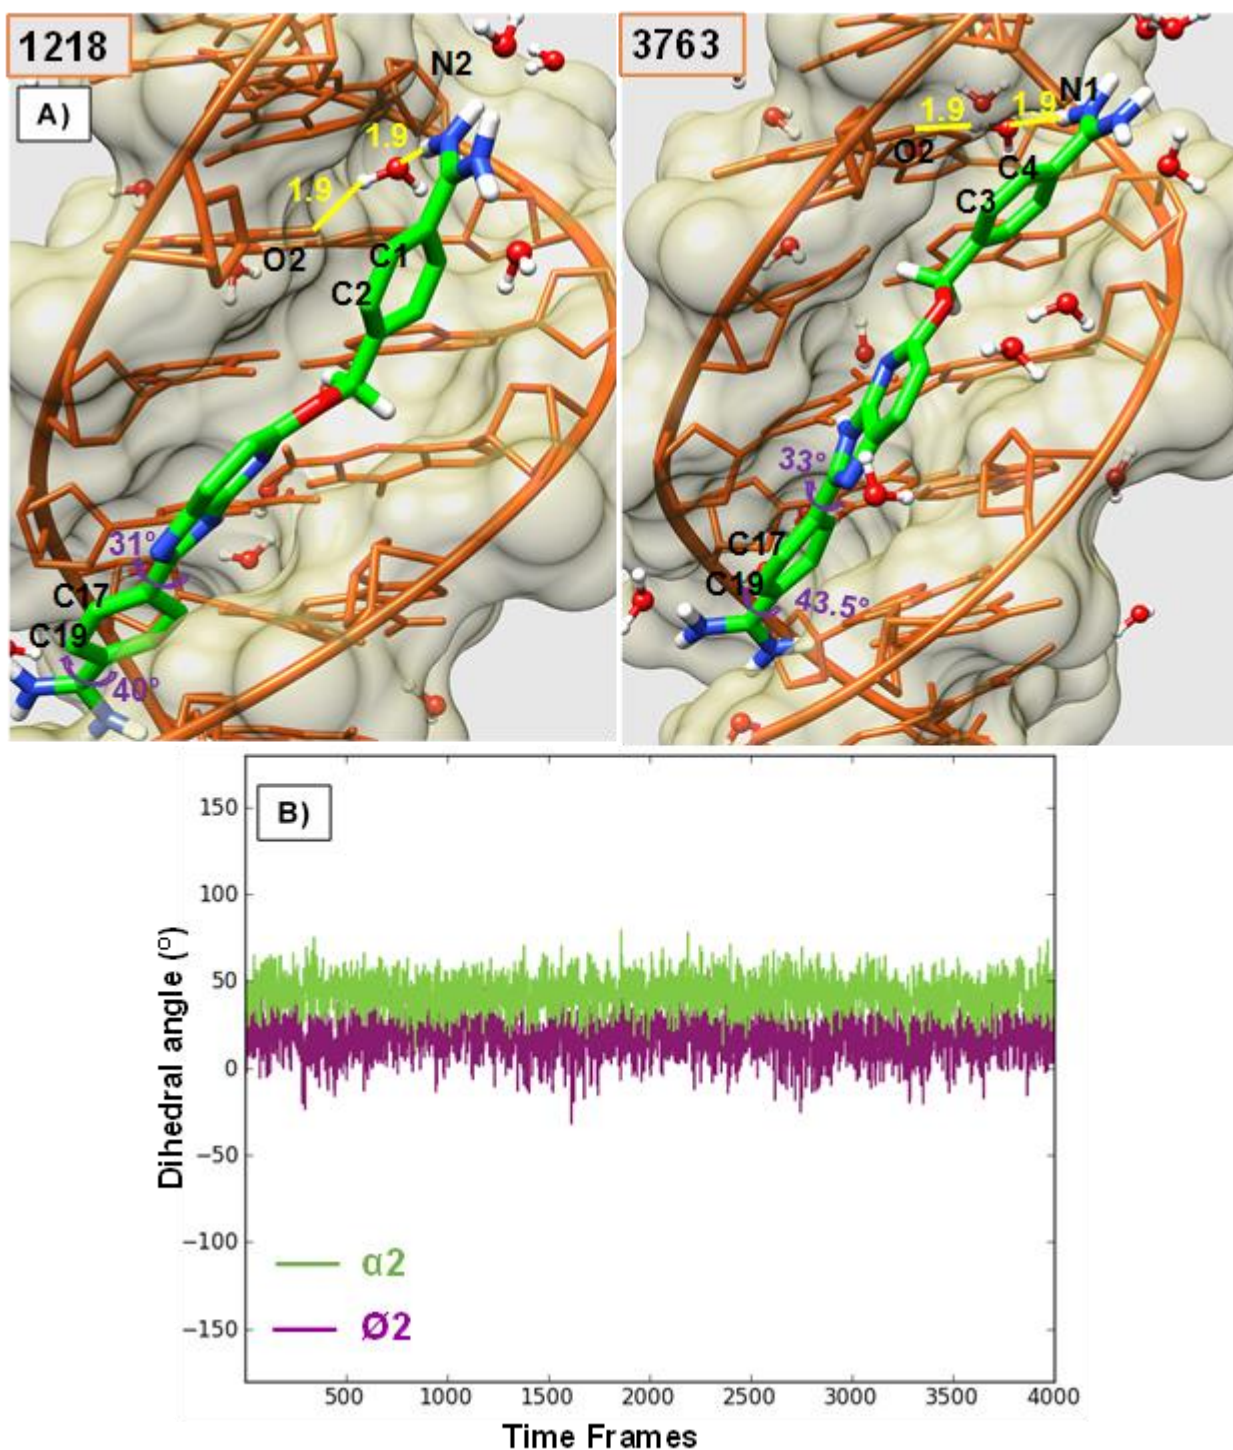 1218
A)
N2
1.9
1.9
O2
C1
C2
31°
C17
C19
40°
3763
N1
1.9
1.9
O2
C4
C3
33°
C17
C19
43.5°
B)
150
100
50
0
−50
−100
−150
Dihedral angle (°)
α2
Ø2
500 1000 1500 2000 2500 3000 3500 4000
Time Frames